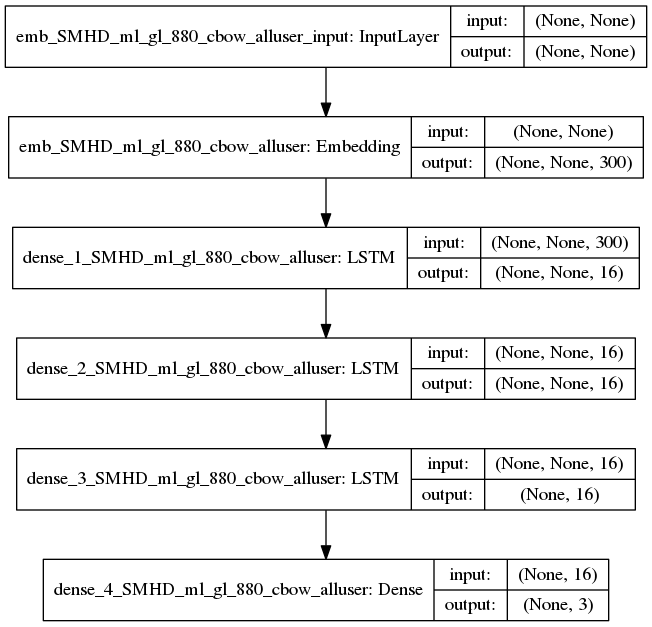 emb_SMHD_ml_gl_880_cbow_alluser_input: InputLayer
input: (None, None)
output: (None, None)
emb_SMHD_ml_gl_880_cbow_alluser: Embedding
input: (None, None)
output: (None, None, 300)
dense_1_SMHD_ml_gl_880_cbow_alluser: LSTM
input: (None, None, 300)
output: (None, None, 16)
dense_2_SMHD_ml_gl_880_cbow_alluser: LSTM
input: (None, None, 16)
output: (None, None, 16)
dense_3_SMHD_ml_gl_880_cbow_alluser: LSTM
input: (None, None, 16)
output: (None, 16)
dense_4_SMHD_ml_gl_880_cbow_alluser: Dense
input: (None, 16)
output: (None, 3)